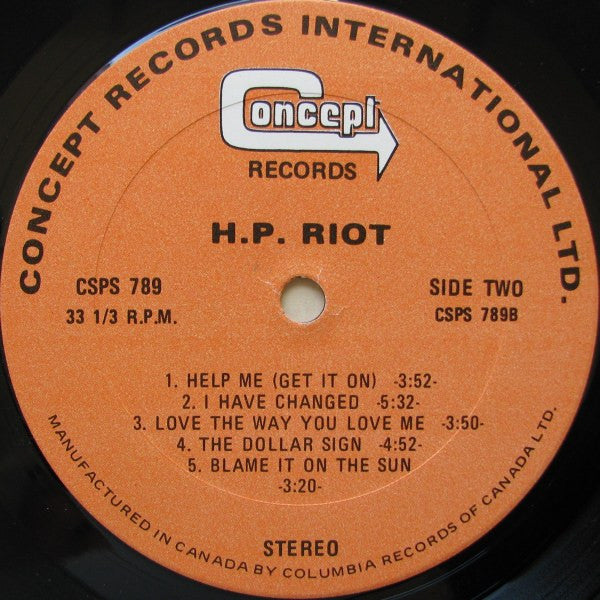 CONCEPT RECORDS INTERNATIONAL LTD.
Concept
RECORDS
H.P. RIOT
CSPS 789
33 1/3 R.P.M.
SIDE TWO
CSPS 789B
1. HELP ME (GET IT ON) -3:52-
2. I HAVE CHANGED -5:32-
3. LOVE THE WAY YOU LOVE ME -3:50-
4. THE DOLLAR SIGN -4:52-
5. BLAME IT ON THE SUN
-3:20-
STEREO
MANUFACTURED IN CANADA BY COLUMBIA RECORDS OF CANADA LTD.